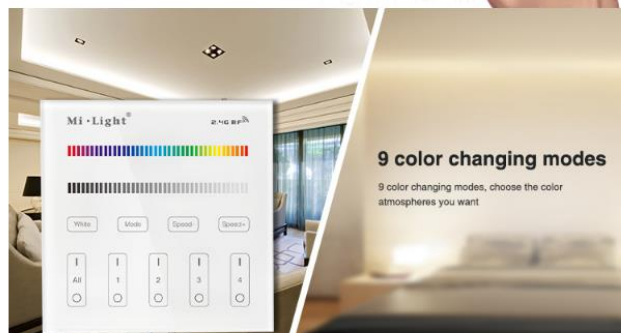 Mi·Light®
2.4G RF
White
Mode
Speed-
Speed+
All
1
2
3
4
9 color changing modes
9 color changing modes, choose the color
atmospheres you want